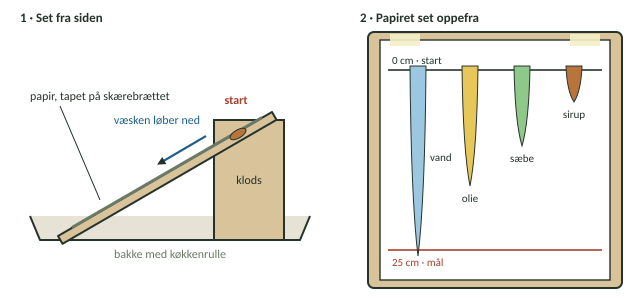 1 · Set fra siden
papir, tapet på skærebrættet
start
væsken løber ned
klods
bakke med køkkenrulle
2 · Papiret set oppefra
0 cm · start
sirup
vand
sæbe
olie
25 cm · mål